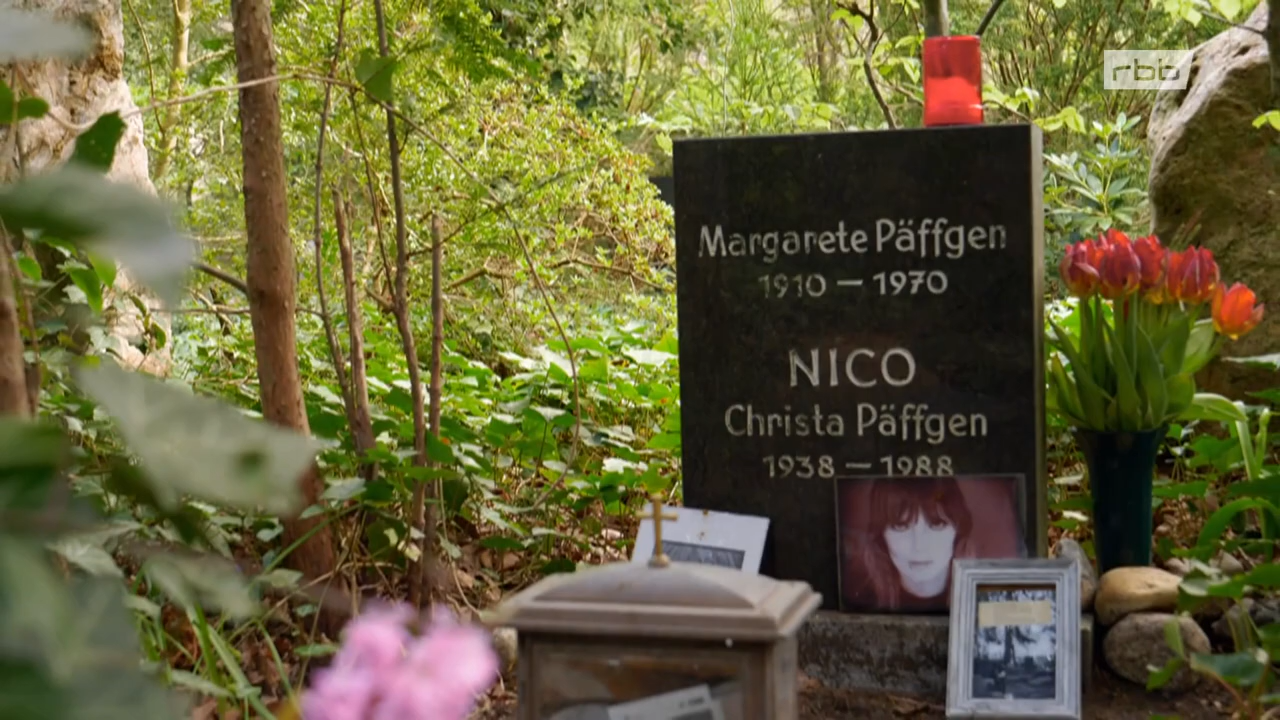 rbb
Margarete Päffgen
1910 – 1970
NICO
Christa Päffgen
1938 – 1988